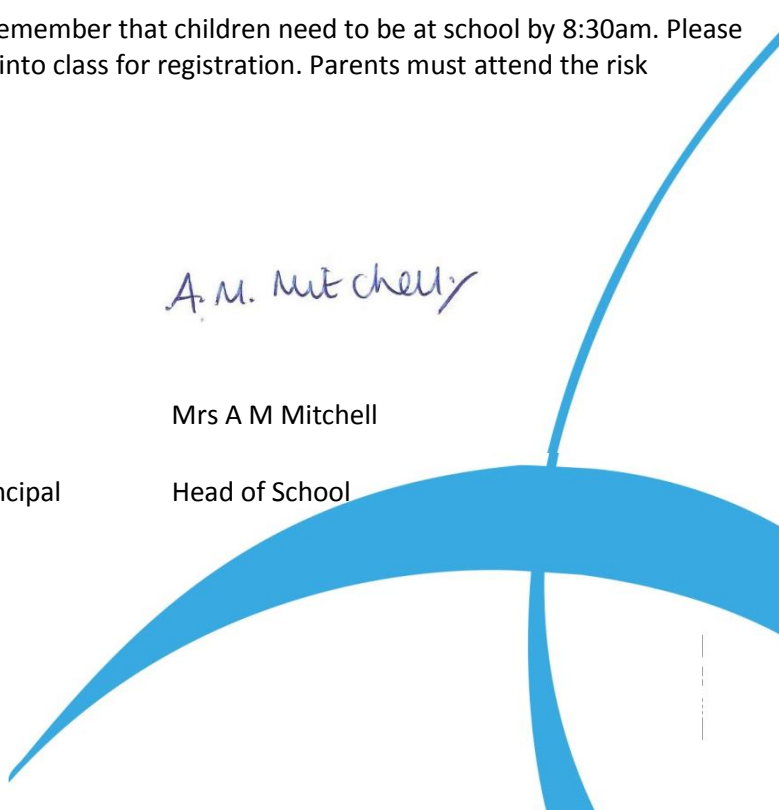 emember that children need to be at school by 8:30am. Please
into class for registration. Parents must attend the risk
A. M. Mitchell
Mrs A M Mitchell
ncipal Head of School